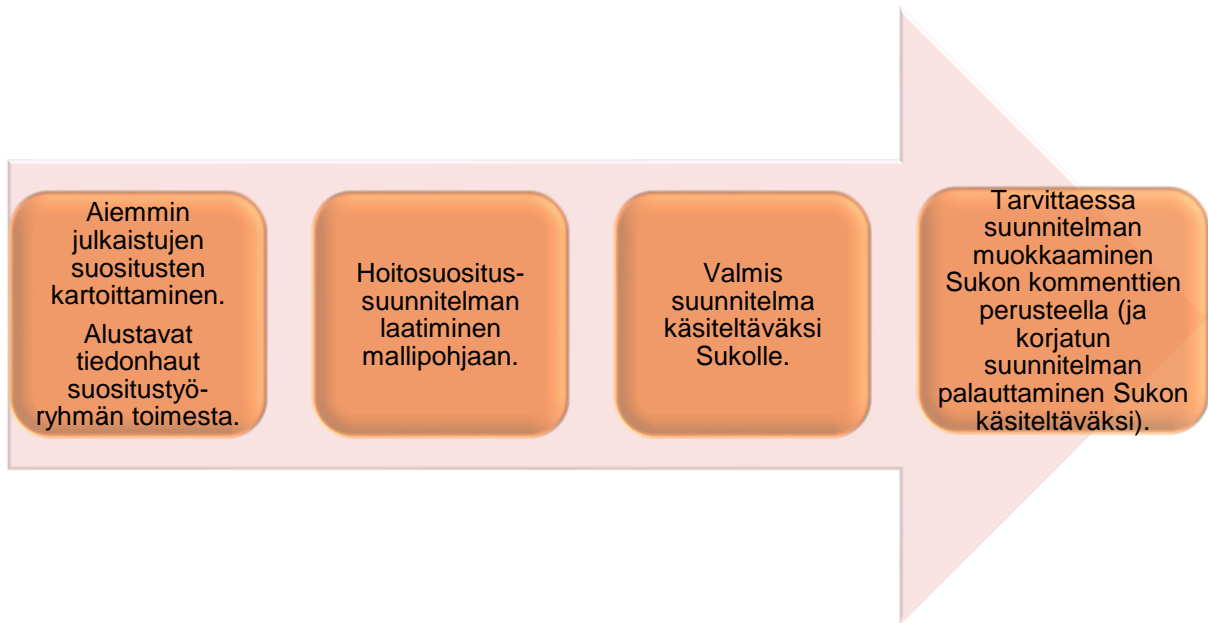 Aiemmin
julkaistujen
suositusten
kartoittaminen.
Alustavat
tiedonhaut
suositustyö-
ryhmän toimesta.
Hoitosuositus-
suunnitelman
laatiminen
mallipohjaan.
Valmis
suunnitelma
käsiteltäväksi
Sukolle.
Tarvittaessa
suunnitelman
muokkaaminen
Sukon kommenttien
perusteella (ja
korjatun
suunnitelman
palauttaminen Sukon
käsiteltäväksi).